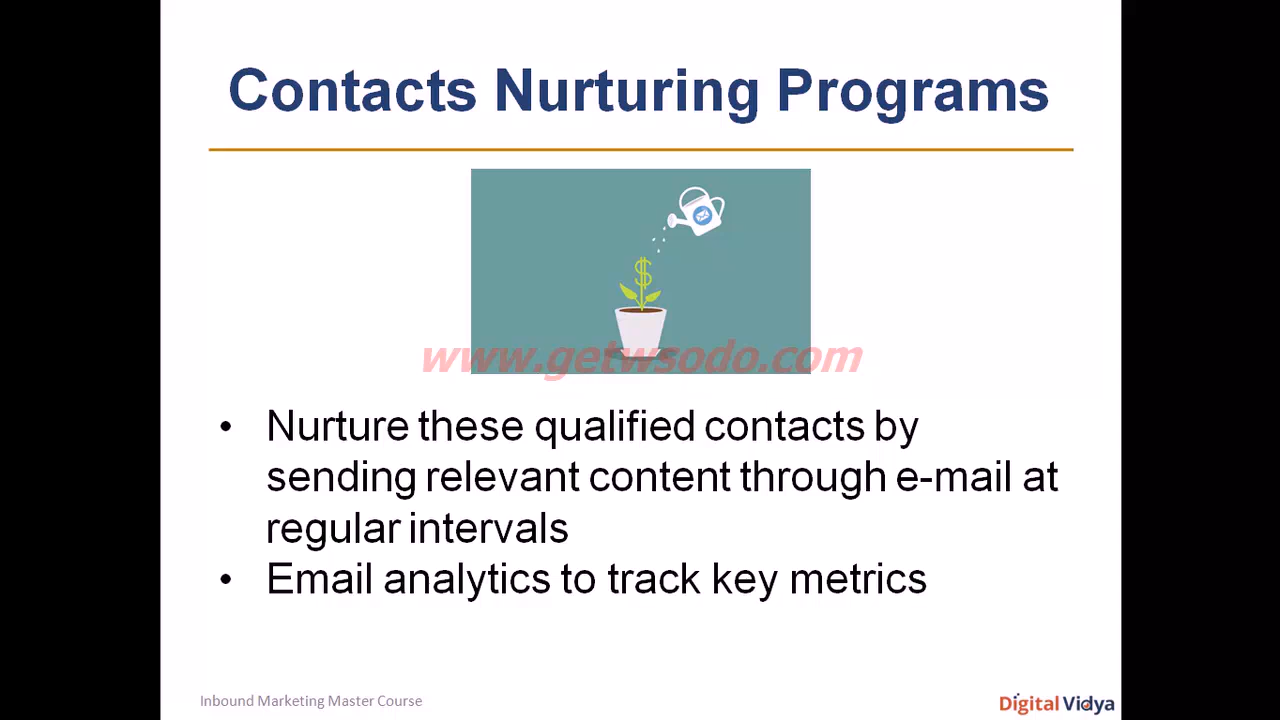 Contacts Nurturing Programs
$
www.getwsodo.com
• Nurture these qualified contacts by
sending relevant content through e-mail at
regular intervals
• Email analytics to track key metrics
Inbound Marketing Master Course
Digital Vidya